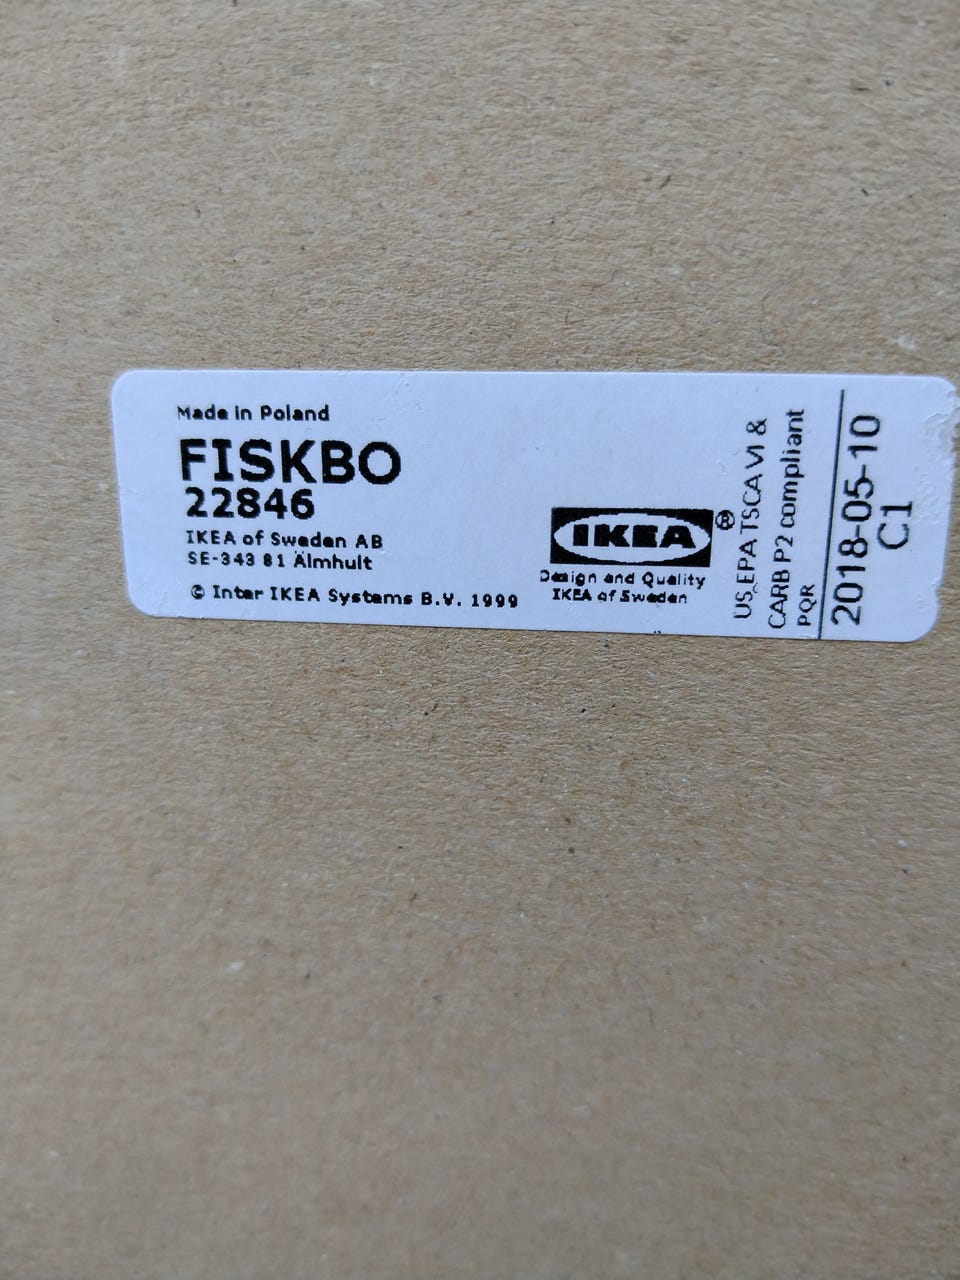 Made in Poland
FISKBO
22846
IKEA of Sweden AB
SE-343 81 Älmhult
© Inter IKEA Systems B.V. 1999
IKEA®
Design and Quality
IKEA of Sweden
US EPA TSCA VI &
CARB P2 compliant
PQR
2018-05-10
C1